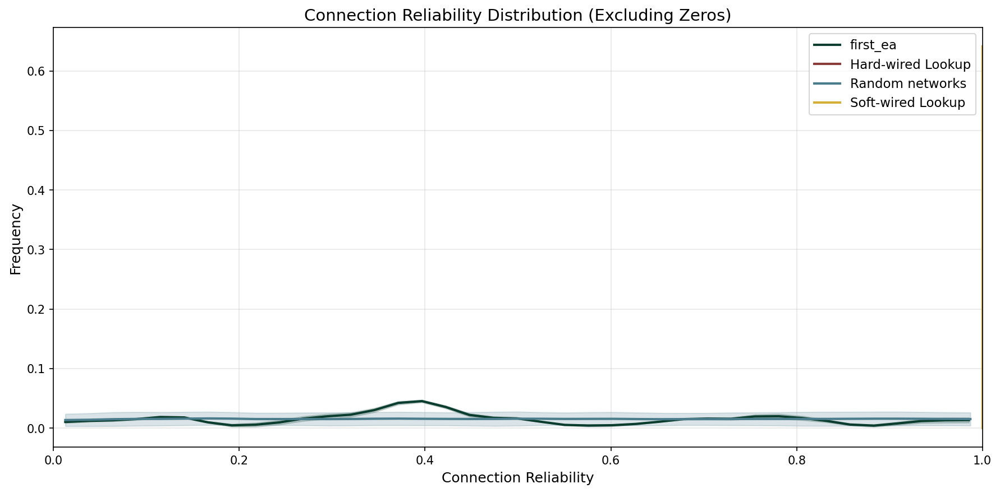 Connection Reliability Distribution (Excluding Zeros)
first_ea
Hard-wired Lookup
Random networks
Soft-wired Lookup
Frequency
0.6
0.5
0.4
0.3
0.2
0.1
0.0
0.0 0.2 0.4 0.6 0.8 1.0
Connection Reliability